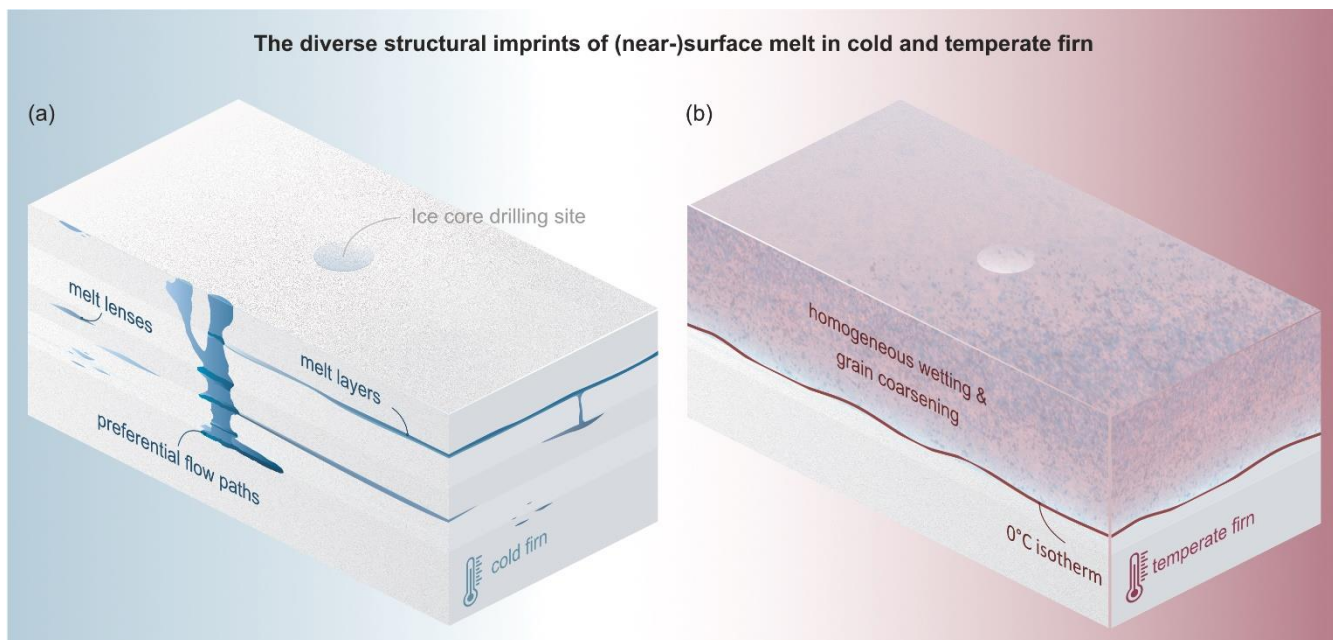 The diverse structural imprints of (near-)surface melt in cold and temperate firn
(a)
Ice core drilling site
melt lenses
melt layers
preferential flow paths
cold firn
(b)
homogeneous wetting &
grain coarsening
0°C isotherm
temperate firn